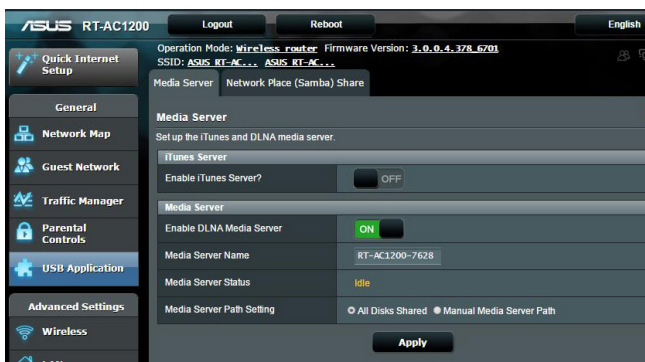 ASUS RT-AC1200 Logout Reboot English
Quick Internet Setup
Operation Mode: Wireless router Firmware Version: 3.0.0.4.378_6701
SSID: ASUS RT-AC... ASUS RT-AC...
Media Server Network Place (Samba) Share
General
Network Map
Guest Network
Traffic Manager
Parental Controls
USB Application
Advanced Settings
Wireless
Media Server
Set up the iTunes and DLNA media server.
iTunes Server
Enable iTunes Server? OFF
Media Server
Enable DLNA Media Server ON
Media Server Name RT-AC1200-7628
Media Server Status Idle
Media Server Path Setting All Disks Shared Manual Media Server Path
Apply